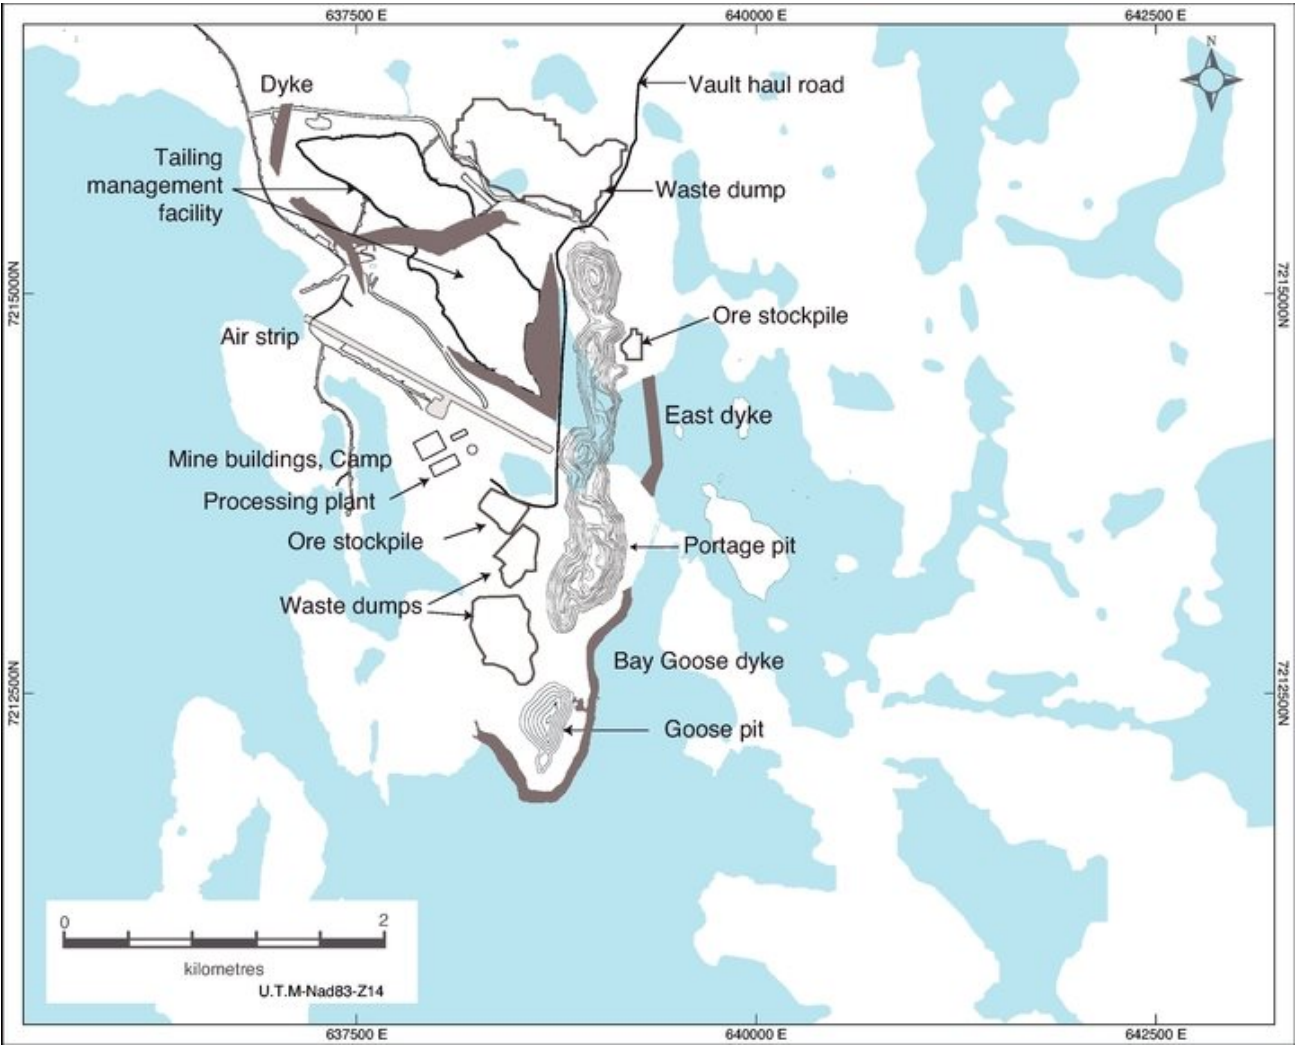 637500 E
640000 E
642500 E
N
Dyke
Vault haul road
Tailing
management
facility
Waste dump
7215000N
7215000N
Ore stockpile
Air strip
East dyke
Mine buildings, Camp
Processing plant
Ore stockpile
Portage pit
Waste dumps
Bay Goose dyke
7212500N
7212500N
Goose pit
0
2
kilometres
U.T.M-Nad83-Z14
637500 E
640000 E
642500 E